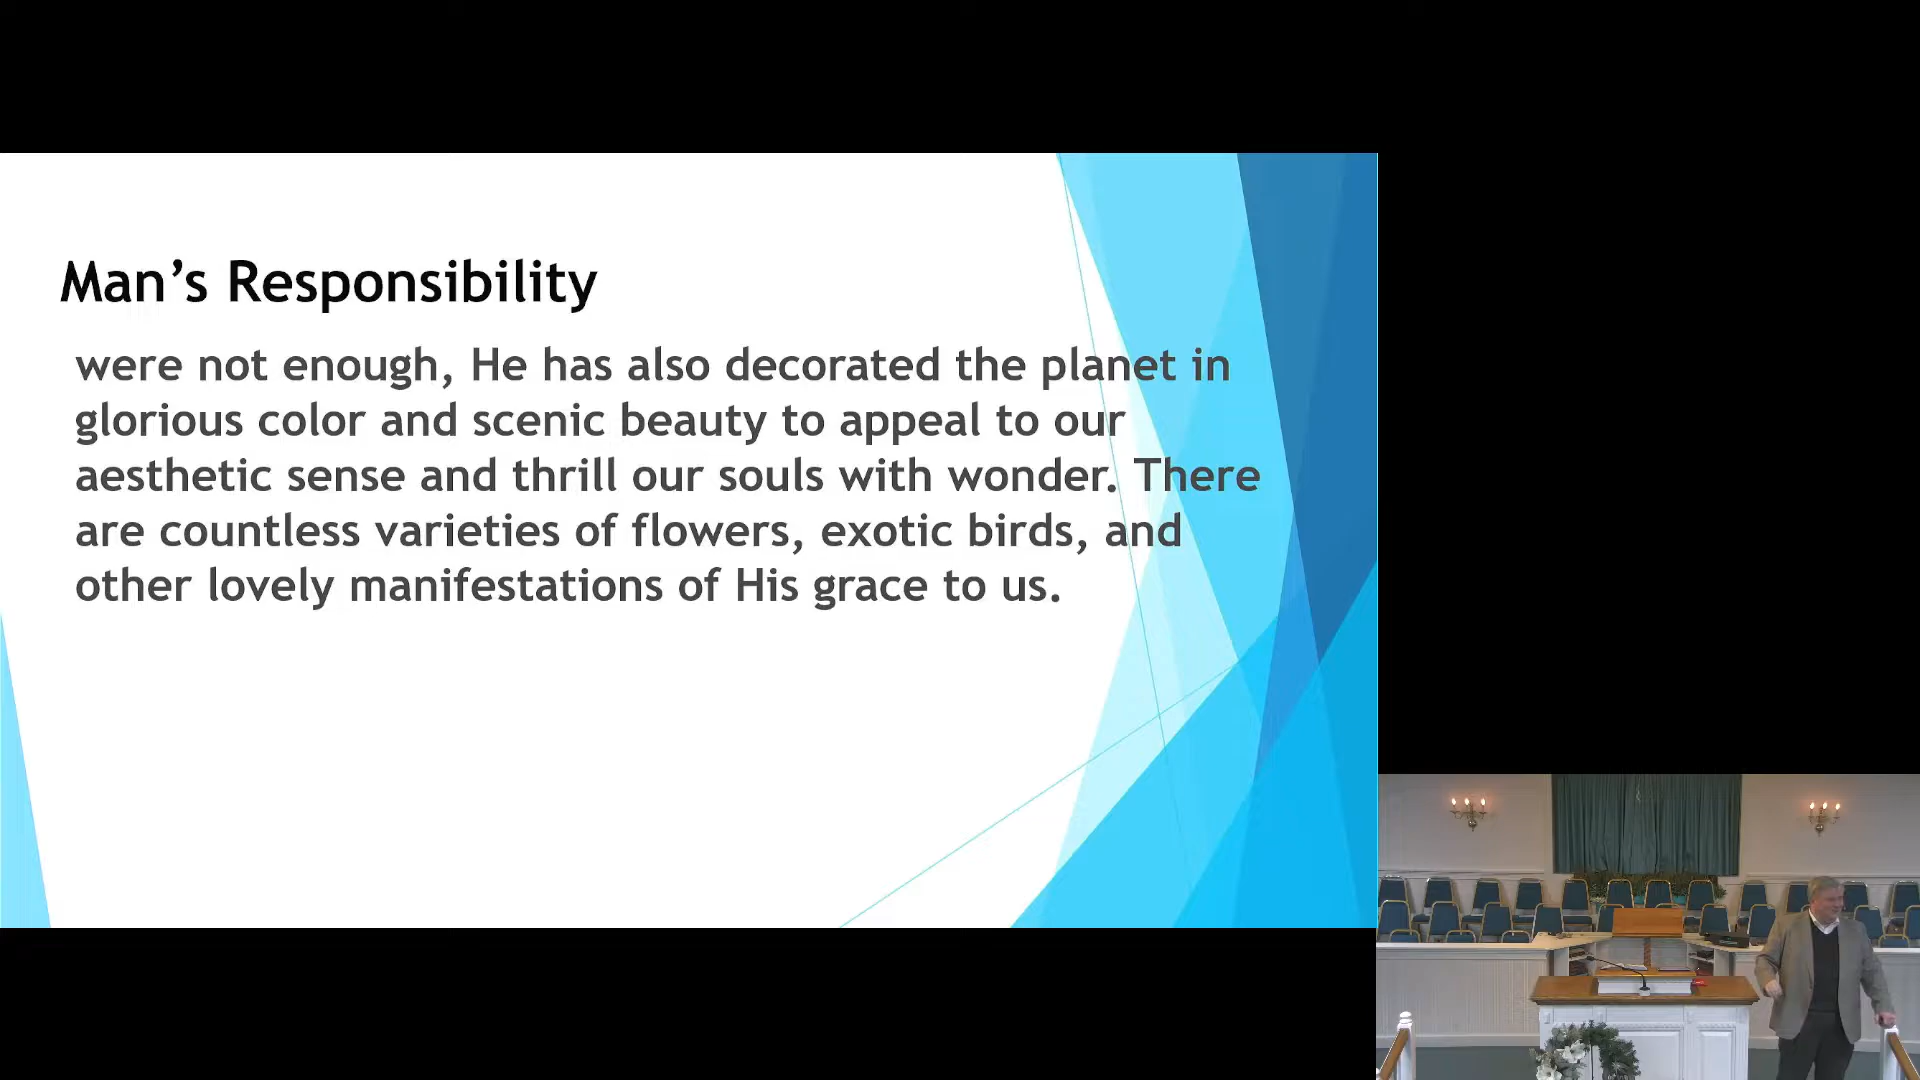 Man’s Responsibility
were not enough, He has also decorated the planet in
glorious color and scenic beauty to appeal to our
aesthetic sense and thrill our souls with wonder. There
are countless varieties of flowers, exotic birds, and
other lovely manifestations of His grace to us.